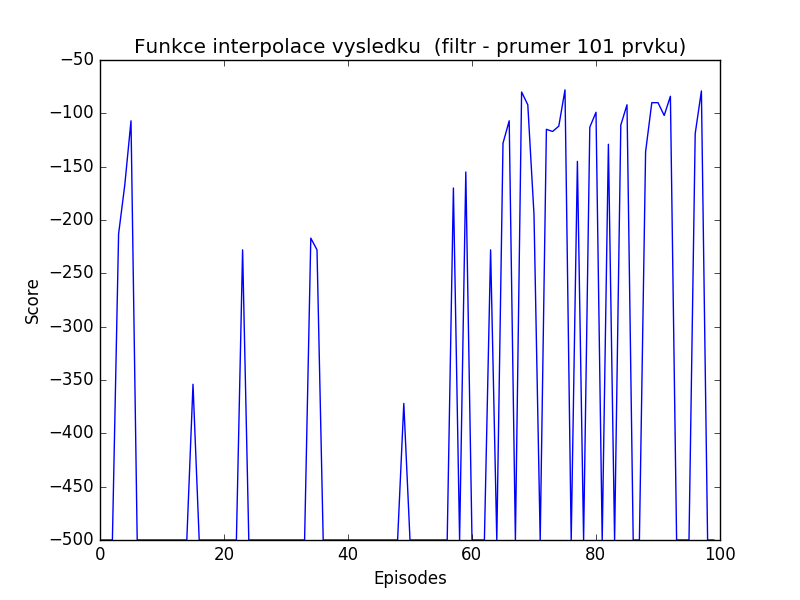 Funkce interpolace vysledku  (filtr - prumer 101 prvku)
−50
−100
−150
−200
−250
−300
−350
−400
−450
−500
Score
0 20 40 60 80 100
Episodes